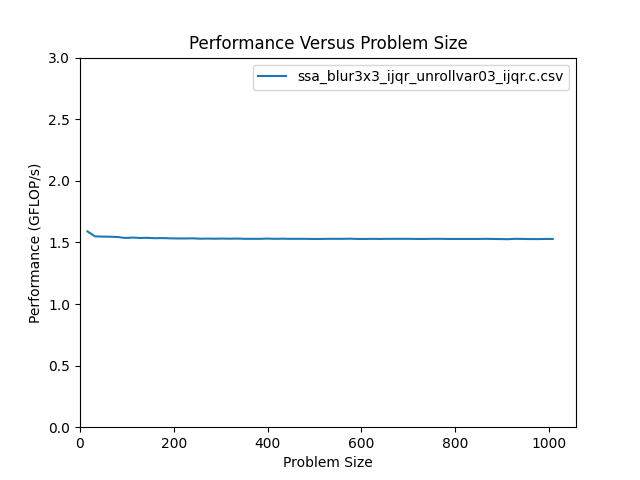 Performance Versus Problem Size
ssa_blur3x3_ijqr_unrollvar03_ijqr.c.csv
Performance (GFLOP/s)
3.0
2.5
2.0
1.5
1.0
0.5
0.0
0 200 400 600 800 1000
Problem Size